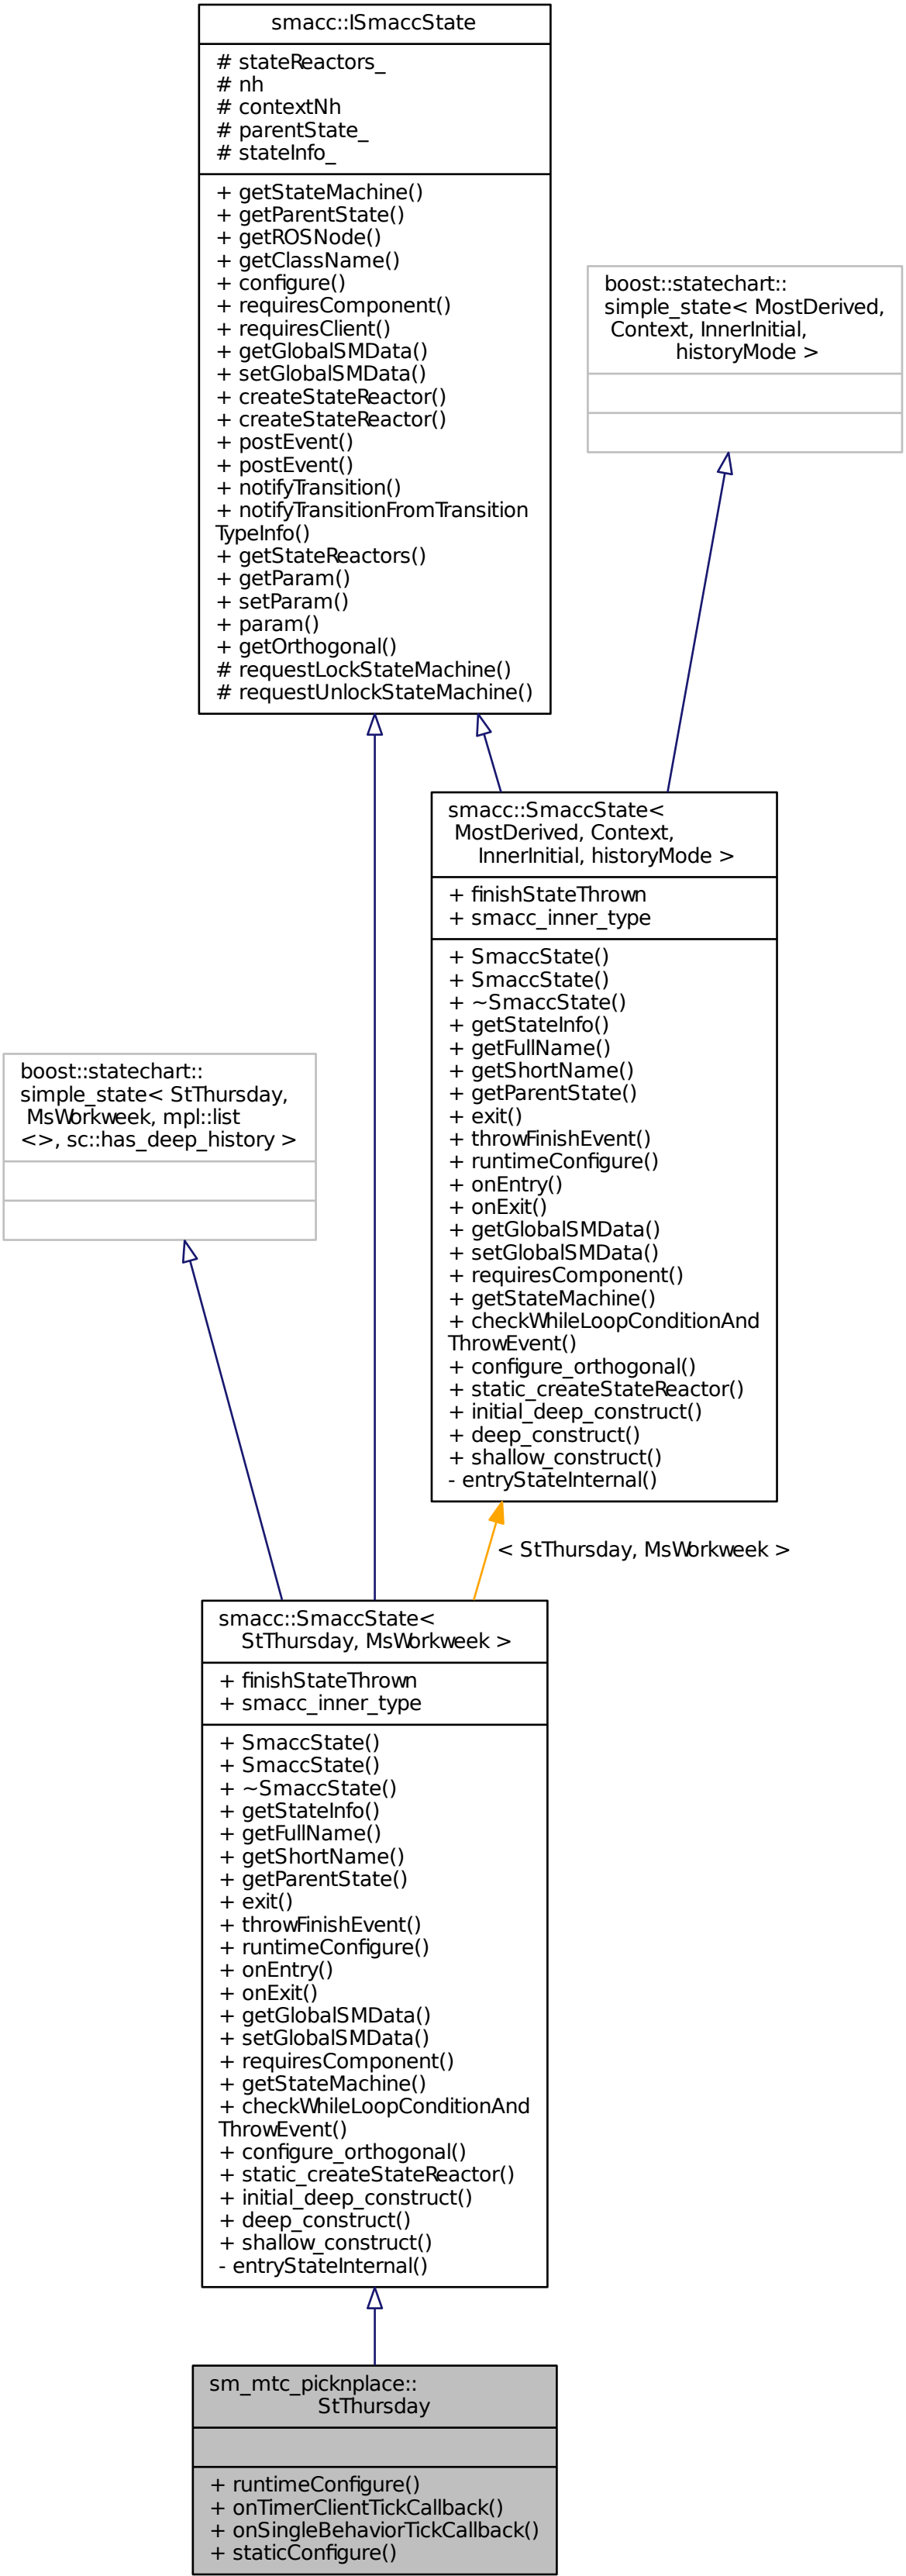 smacc::ISmaccState
# stateReactors_
# nh
# contextNh
# parentState_
# stateInfo_
+ getStateMachine()
+ getParentState()
+ getROSNode()
+ getClassName()
+ configure()
+ requiresComponent()
+ requiresClient()
+ getGlobalSMData()
+ setGlobalSMData()
+ createStateReactor()
+ createStateReactor()
+ postEvent()
+ postEvent()
+ notifyTransition()
+ notifyTransitionFromTransition
TypeInfo()
+ getStateReactors()
+ getParam()
+ setParam()
+ param()
+ getOrthogonal()
# requestLockStateMachine()
# requestUnlockStateMachine()
boost::statechart::
simple_state< MostDerived,
Context, InnerInitial,
historyMode >
smacc::SmaccState<
MostDerived, Context,
InnerInitial, historyMode >
+ finishStateThrown
+ smacc_inner_type
+ SmaccState()
+ SmaccState()
+ ~SmaccState()
+ getStateInfo()
+ getFullName()
+ getShortName()
+ getParentState()
+ exit()
+ throwFinishEvent()
+ runtimeConfigure()
+ onEntry()
+ onExit()
+ getGlobalSMData()
+ setGlobalSMData()
+ requiresComponent()
+ getStateMachine()
+ checkWhileLoopConditionAnd
ThrowEvent()
+ configure_orthogonal()
+ static_createStateReactor()
+ initial_deep_construct()
+ deep_construct()
+ shallow_construct()
- entryStateInternal()
boost::statechart::
simple_state< StThursday,
MsWorkweek, mpl::list
<>, sc::has_deep_history >
< StThursday, MsWorkweek >
smacc::SmaccState<
StThursday, MsWorkweek >
+ finishStateThrown
+ smacc_inner_type
+ SmaccState()
+ SmaccState()
+ ~SmaccState()
+ getStateInfo()
+ getFullName()
+ getShortName()
+ getParentState()
+ exit()
+ throwFinishEvent()
+ runtimeConfigure()
+ onEntry()
+ onExit()
+ getGlobalSMData()
+ setGlobalSMData()
+ requiresComponent()
+ getStateMachine()
+ checkWhileLoopConditionAnd
ThrowEvent()
+ configure_orthogonal()
+ static_createStateReactor()
+ initial_deep_construct()
+ deep_construct()
+ shallow_construct()
- entryStateInternal()
sm_mtc_picknplace::
StThursday
+ runtimeConfigure()
+ onTimerClientTickCallback()
+ onSingleBehaviorTickCallback()
+ staticConfigure()